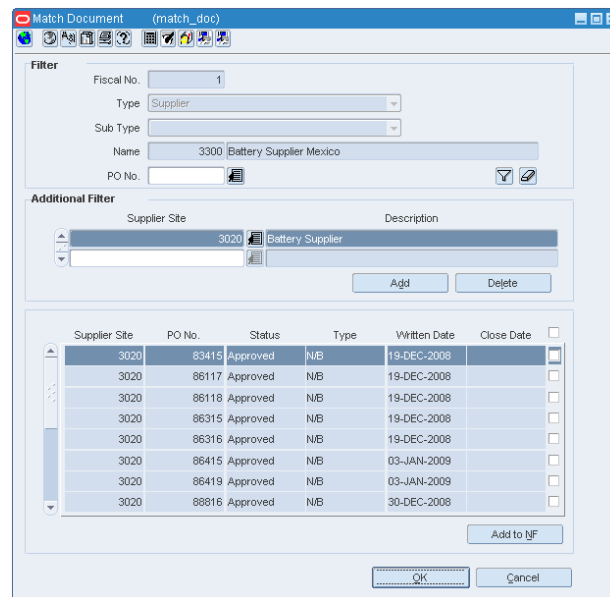 Match Document (match_doc)
Filter
Fiscal No. 1
Type Supplier
Sub Type
Name 3300 Battery Supplier Mexico
PO No.
Additional Filter
Supplier Site Description
3020 Battery Supplier
Add Delete
Supplier Site PO No. Status Type Written Date Close Date
3020 83415 Approved N/B 19-DEC-2008
3020 86117 Approved N/B 19-DEC-2008
3020 86118 Approved N/B 19-DEC-2008
3020 86315 Approved N/B 19-DEC-2008
3020 86316 Approved N/B 19-DEC-2008
3020 86415 Approved N/B 03-JAN-2009
3020 86419 Approved N/B 03-JAN-2009
3020 88816 Approved N/B 30-DEC-2008
Add to NF
OK Cancel